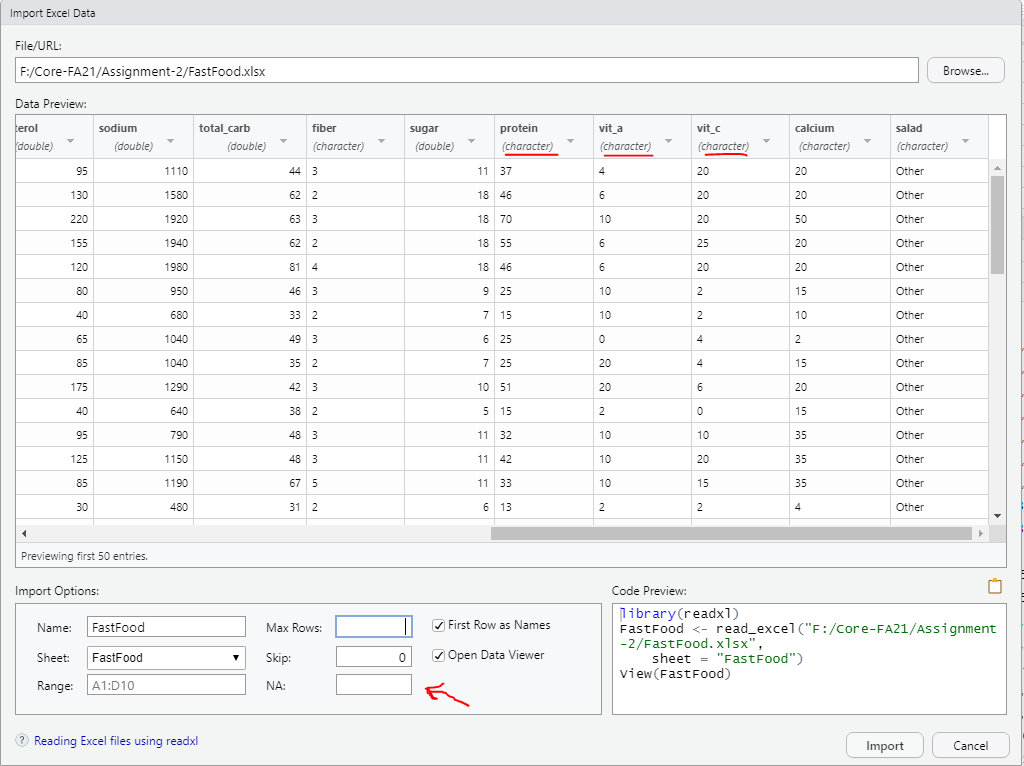 Import Excel Data
File/URL:
F:/Core-FA21/Assignment-2/FastFood.xlsx
Browse...
Data Preview:
terol sodium total_carb fiber sugar protein vit_a vit_c calcium salad
(double) (double) (double) (character) (double) (character) (character) (character) (character) (character)
95 1110 44 3 11 37 4 20 20 Other
130 1580 62 2 18 46 6 20 20 Other
220 1920 63 3 18 70 10 20 50 Other
155 1940 62 2 18 55 6 25 20 Other
120 1980 81 4 18 46 6 20 20 Other
80 950 46 3 9 25 10 2 15 Other
40 680 33 2 7 15 10 2 10 Other
65 1040 49 3 6 25 0 4 2 Other
85 1040 35 2 7 25 20 4 15 Other
175 1290 42 3 10 51 20 6 20 Other
40 640 38 2 5 15 2 0 15 Other
95 790 48 3 11 32 10 10 35 Other
125 1150 48 3 11 42 10 20 35 Other
85 1190 67 5 11 33 10 15 35 Other
30 480 31 2 6 13 2 2 4 Other
Previewing first 50 entries.
Import Options:
Name: FastFood Max Rows: First Row as Names
Sheet: FastFood Skip: 0 Open Data Viewer
Range: A1:D10 NA:
Code Preview:
library(readxl)
FastFood <- read_excel("F:/Core-FA21/Assignment
-2/FastFood.xlsx",
sheet = "FastFood")
View(FastFood)
? Reading Excel files using readxl
Import Cancel